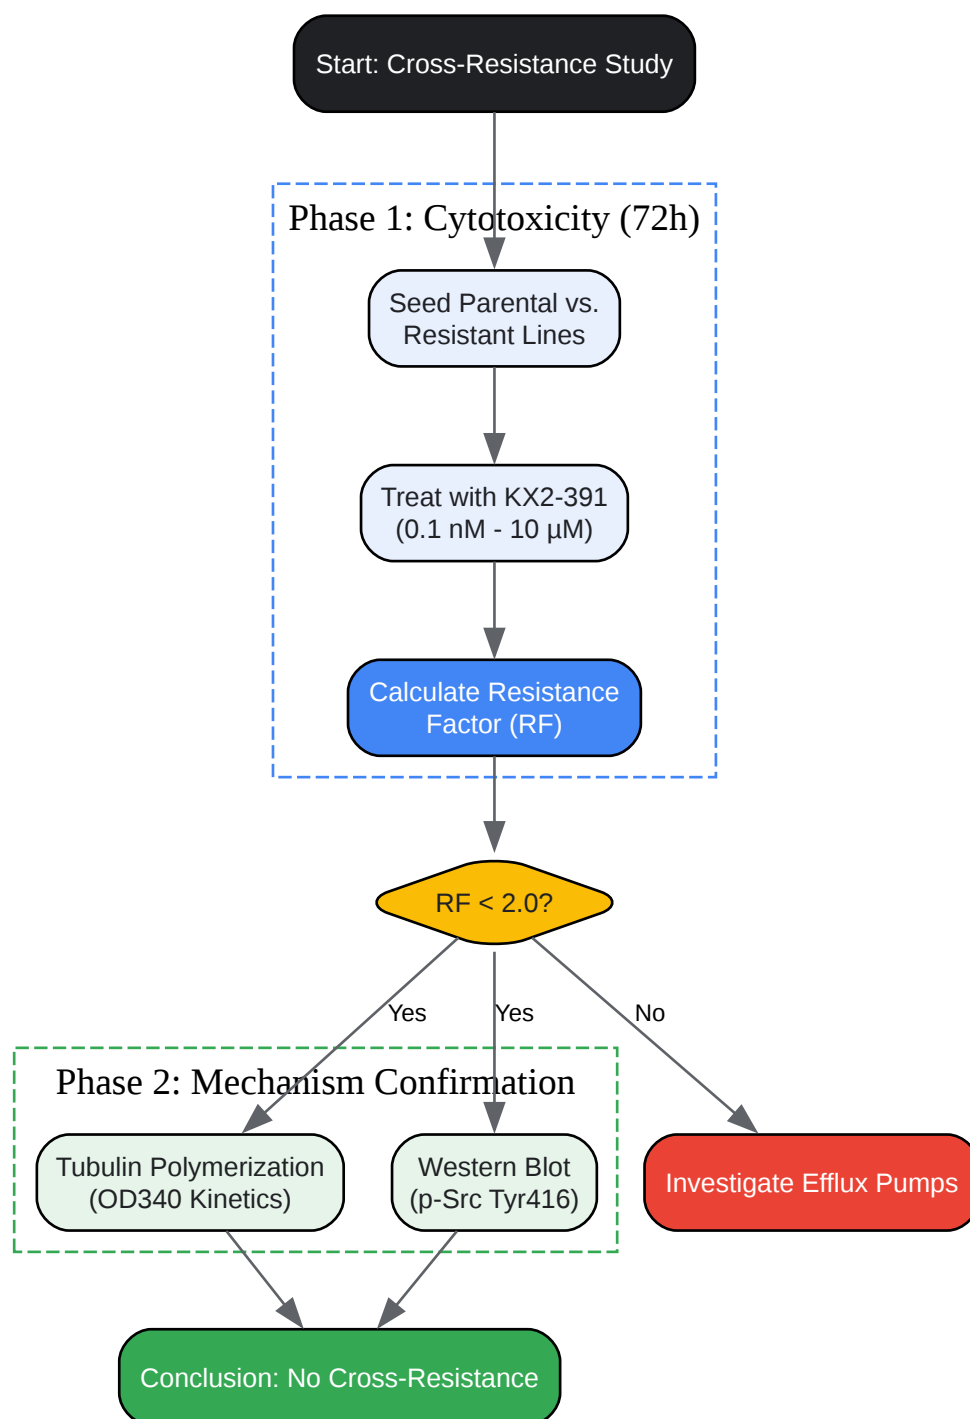 Start: Cross-Resistance Study
Phase 1: Cytotoxicity (72h)
Seed Parental vs.
Resistant Lines
Treat with KX2-391
(0.1 nM - 10 µM)
Calculate Resistance
Factor (RF)
RF < 2.0?
Yes
Yes
No
Phase 2: Mechanism Confirmation
Tubulin Polymerization
(OD340 Kinetics)
Western Blot
(p-Src Tyr416)
Investigate Efflux Pumps
Conclusion: No Cross-Resistance